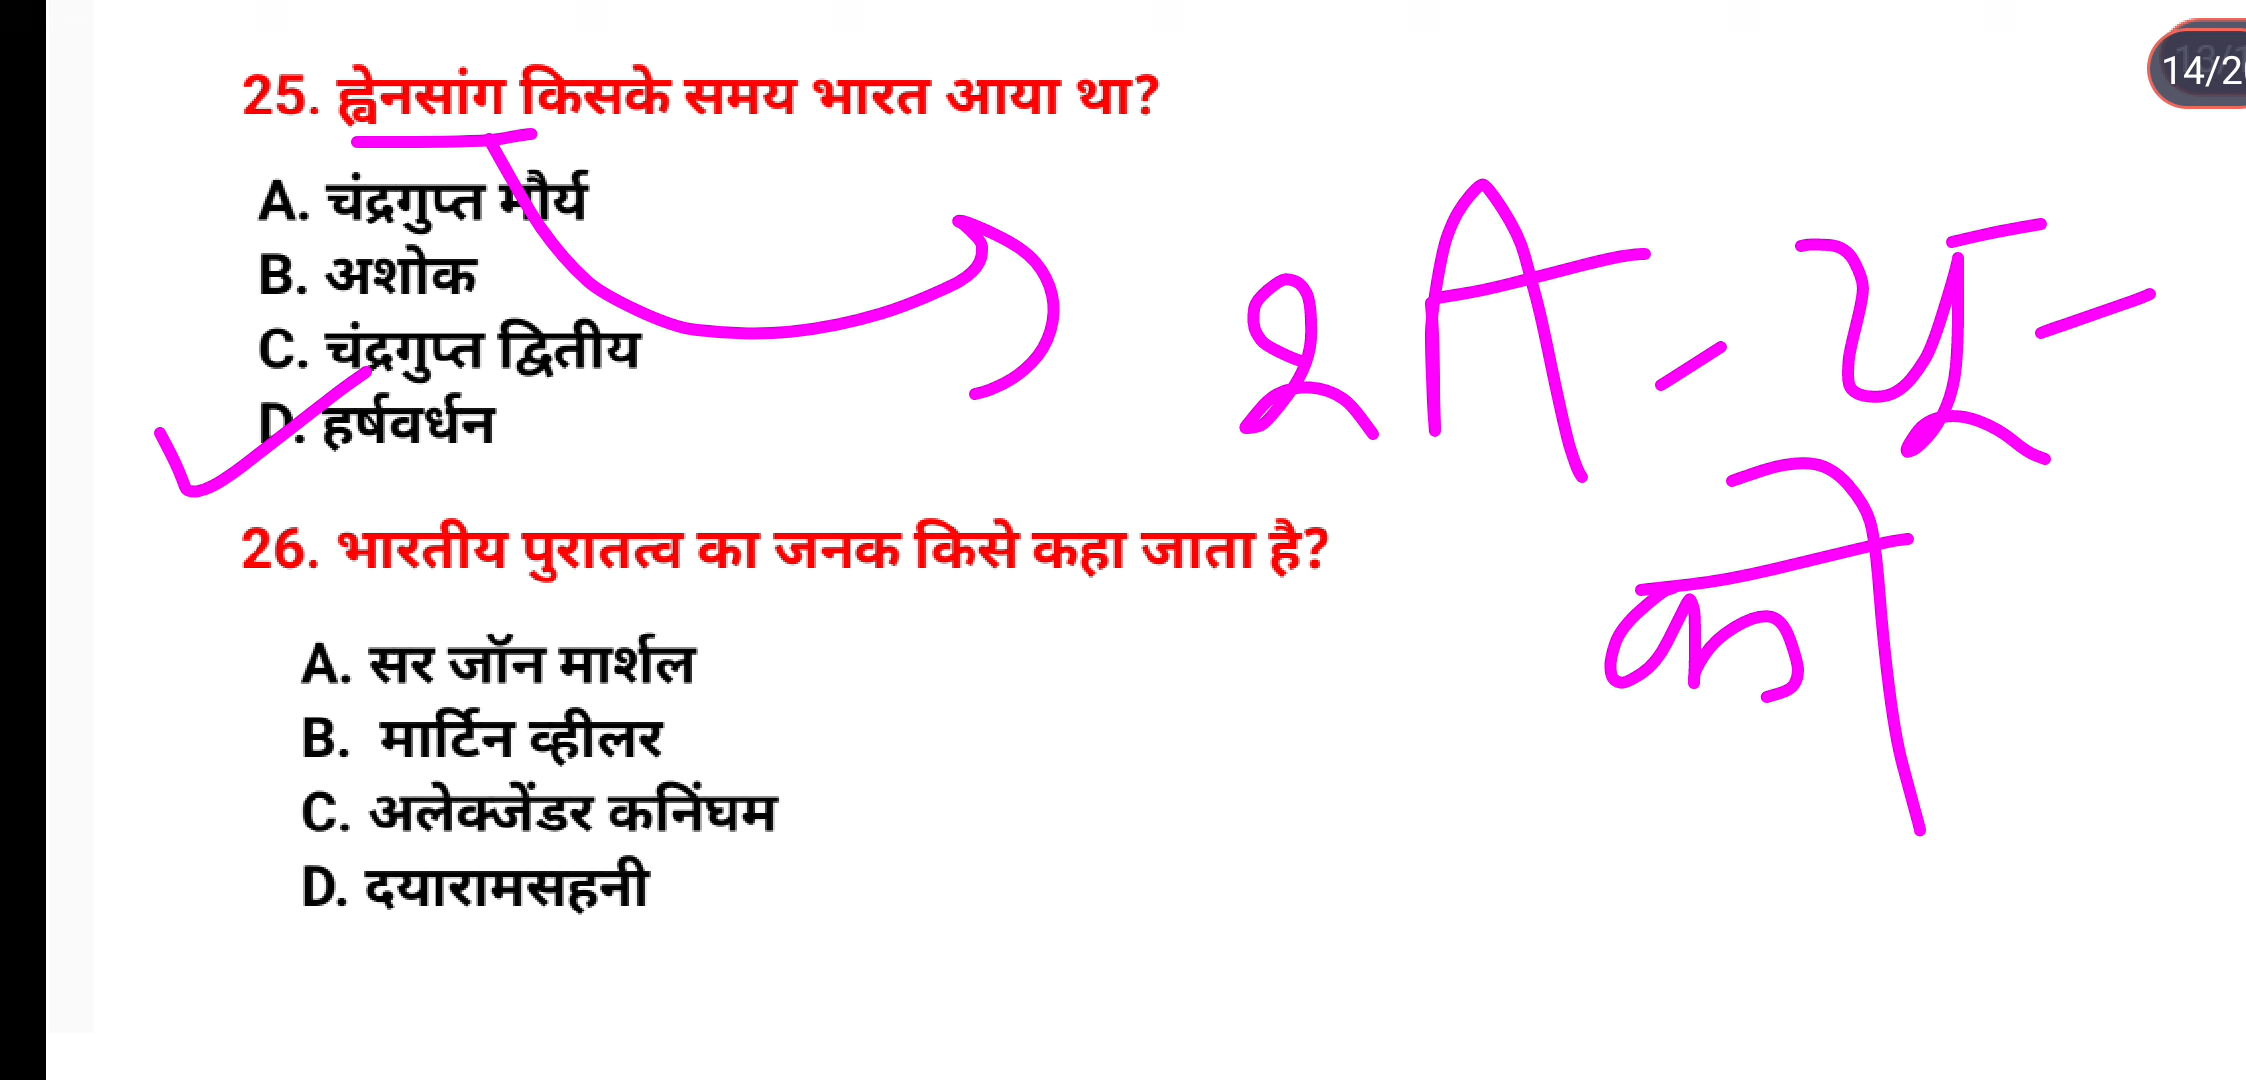 14/2
25. ह्वेनसांग किसके समय भारत आया था?
A. चंद्रगुप्त मौर्य
B. अशोक
C. चंद्रगुप्त द्वितीय
D. हर्षवर्धन
26. भारतीय पुरातत्व का जनक किसे कहा जाता है?
A. सर जॉन मार्शल
B. मार्टिन व्हीलर
C. अलेक्जेंडर कनिंघम
D. दयारामसहनी